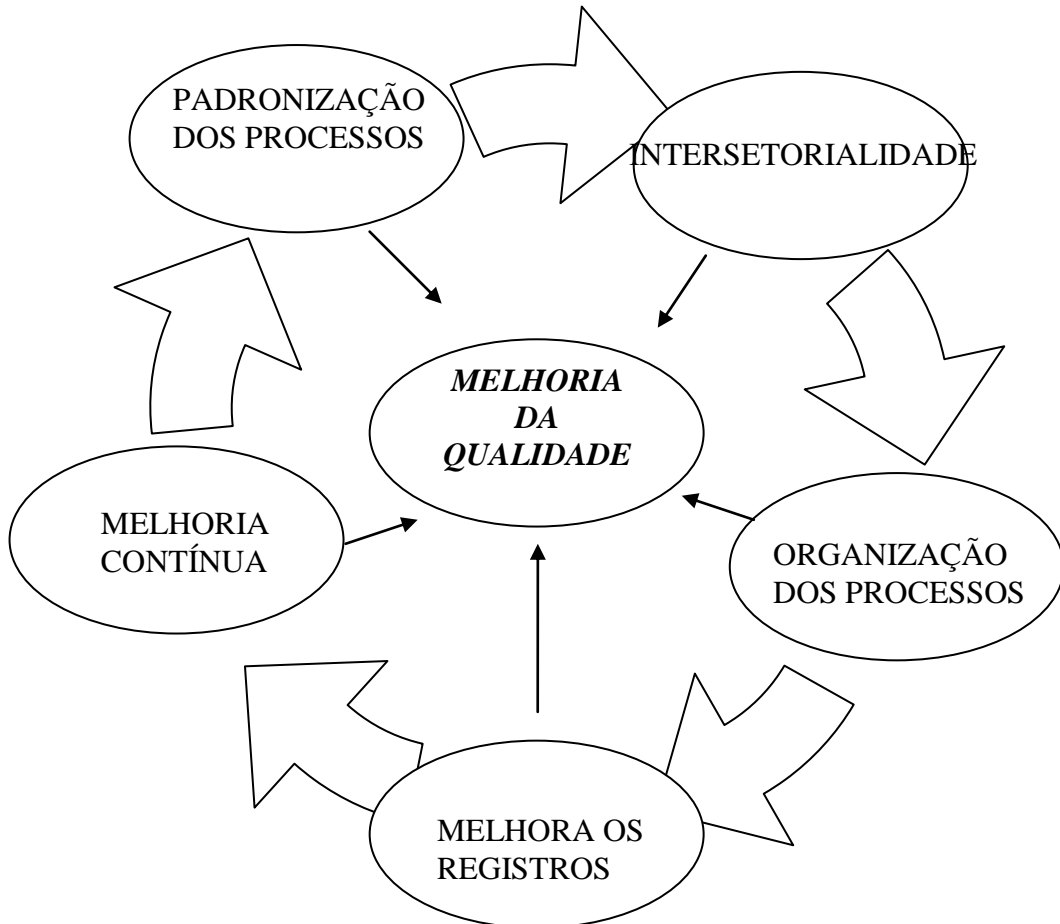 PADRONIZAÇÃO
DOS PROCESSOS
INTERSETORIALIDADE
MELHORIA
DA
QUALIDADE
MELHORIA
CONTÍNUA
ORGANIZAÇÃO
DOS PROCESSOS
MELHORA OS
REGISTROS